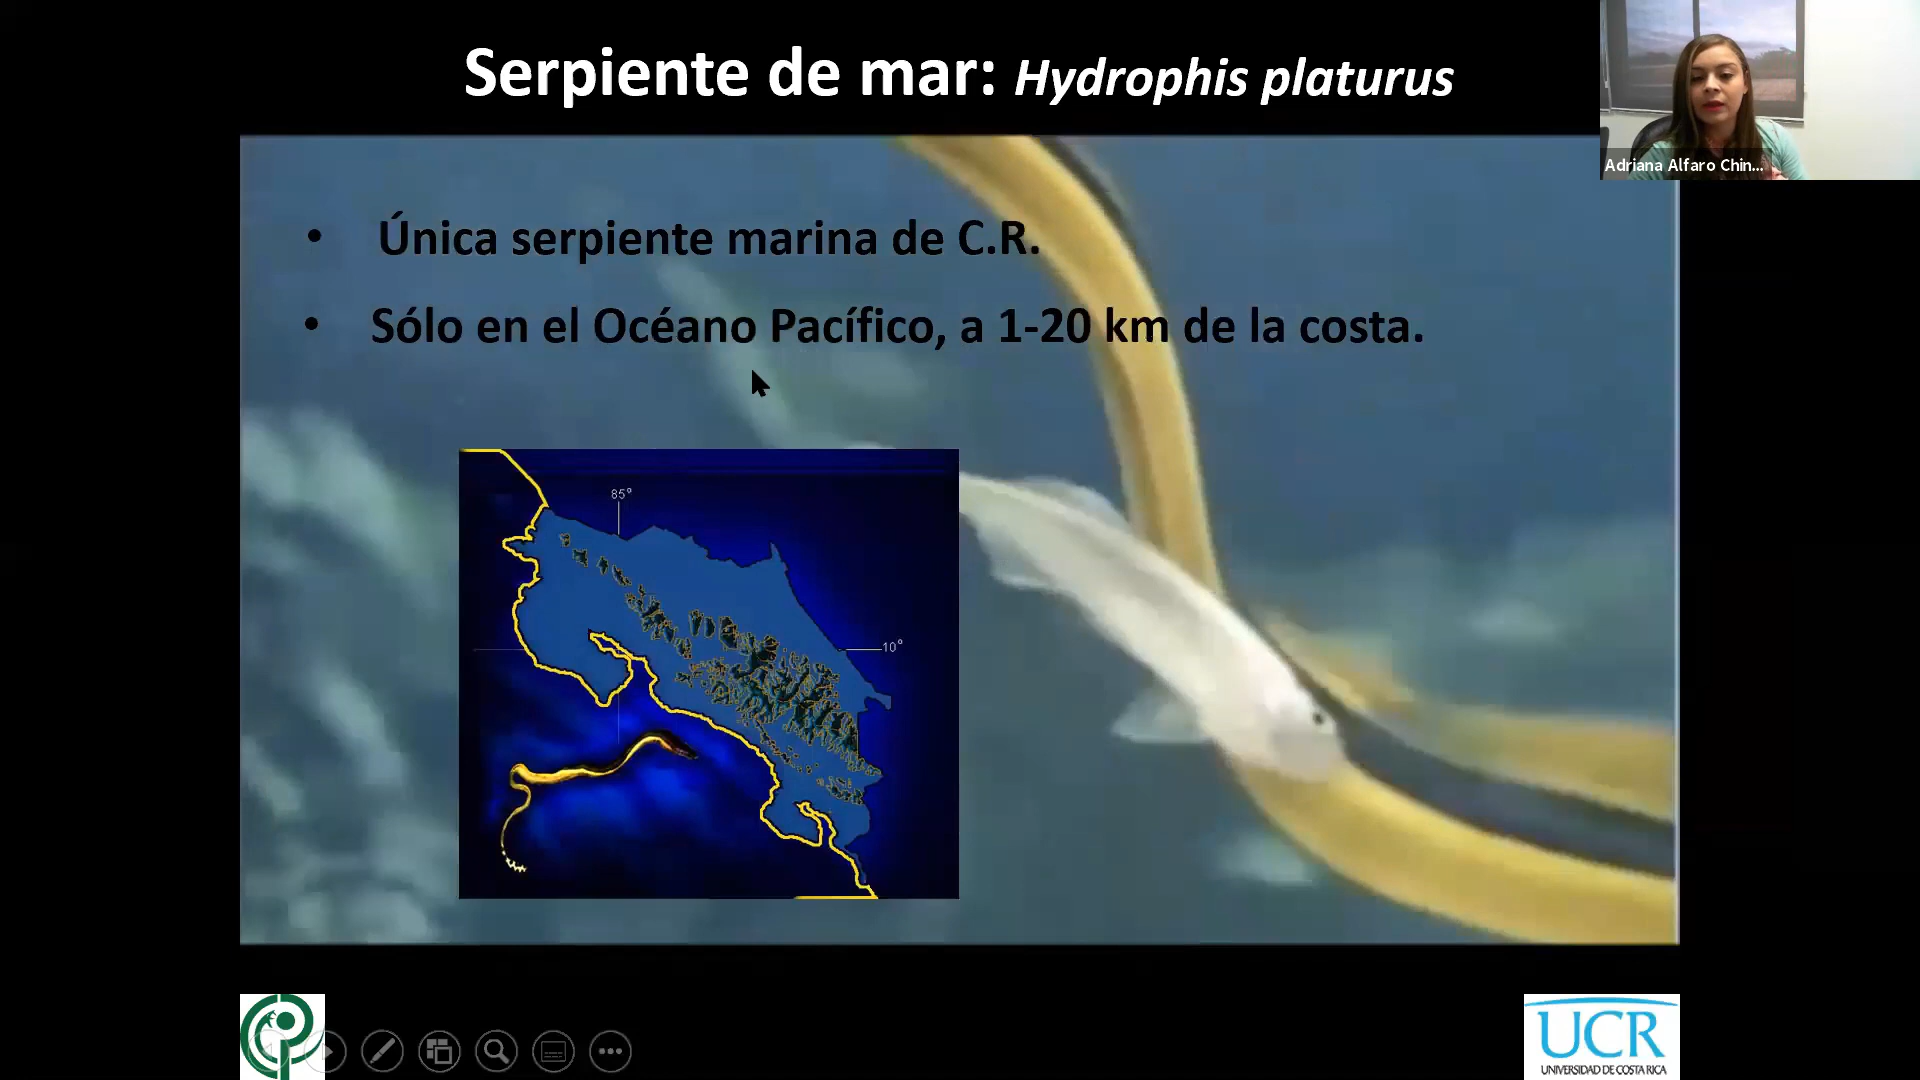 Serpiente de mar: Hydrophis platurus
Adriana Alfaro Chin...
• Única serpiente marina de C.R.
• Sólo en el Océano Pacífico, a 1-20 km de la costa.
85°
10°
UCR
UNIVERSIDAD DE COSTA RICA